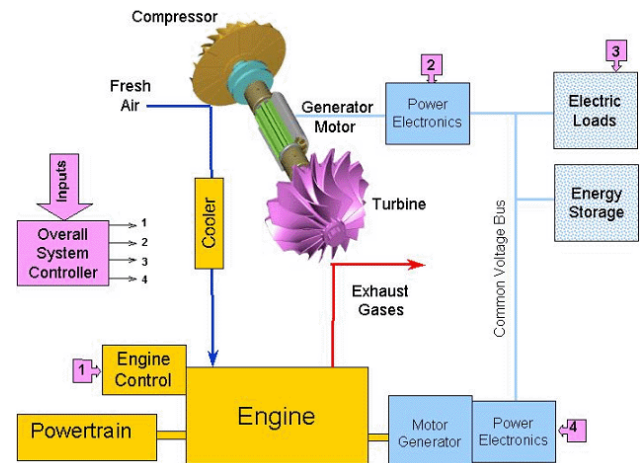 Compressor
Fresh
Air
Generator
Motor
2
Power
Electronics
3
Electric
Loads
Inputs
Overall
System
Controller
1
2
3
4
Cooler
Turbine
Energy
Storage
Common Voltage Bus
Exhaust
Gases
1
Engine
Control
Engine
Powertrain
Motor
Generator
Power
Electronics
4